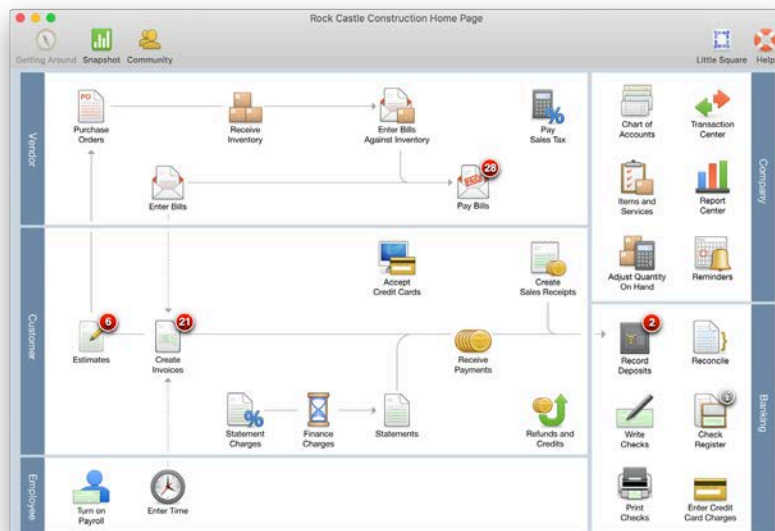 Rock Castle Construction Home Page
Getting Around
Snapshot
Community
Little Square
Help
Vendor
PO
Purchase
Orders
Receive
Inventory
Enter Bills
Against Inventory
Pay
Sales Tax
Enter Bills
PAID
28
Pay Bills
Customer
Accept
Credit Cards
Create
Sales Receipts
6
Estimates
21
Create
Invoices
Receive
Payments
Statement
Charges
Finance
Charges
Statements
Refunds and
Credits
Employee
Turn on
Payroll
Enter Time
Company
Chart of
Accounts
Transaction
Center
Items and
Services
Report
Center
Adjust Quantity
On Hand
Reminders
Banking
2
Record
Deposits
Reconcile
Write
Checks
Check
Register
Print
Checks
Enter Credit
Card Charges